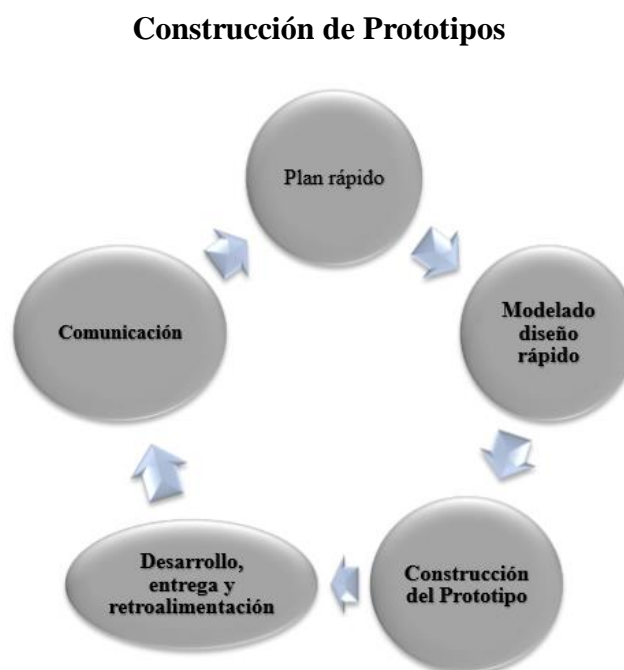 Construcción de Prototipos
Plan rápido
Modelado
diseño
rápido
Construcción
del Prototipo
Desarrollo,
entrega y
retroalimentación
Comunicación